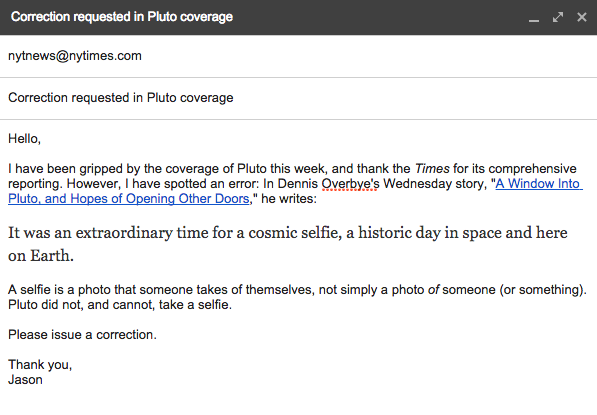 Correction requested in Pluto coverage
nytnews@nytimes.com
Correction requested in Pluto coverage
Hello,
I have been gripped by the coverage of Pluto this week, and thank the Times for its comprehensive
reporting. However, I have spotted an error: In Dennis Overbye's Wednesday story, "A Window Into
Pluto, and Hopes of Opening Other Doors," he writes:
It was an extraordinary time for a cosmic selfie, a historic day in space and here
on Earth.
A selfie is a photo that someone takes of themselves, not simply a photo of someone (or something).
Pluto did not, and cannot, take a selfie.
Please issue a correction.
Thank you,
Jason